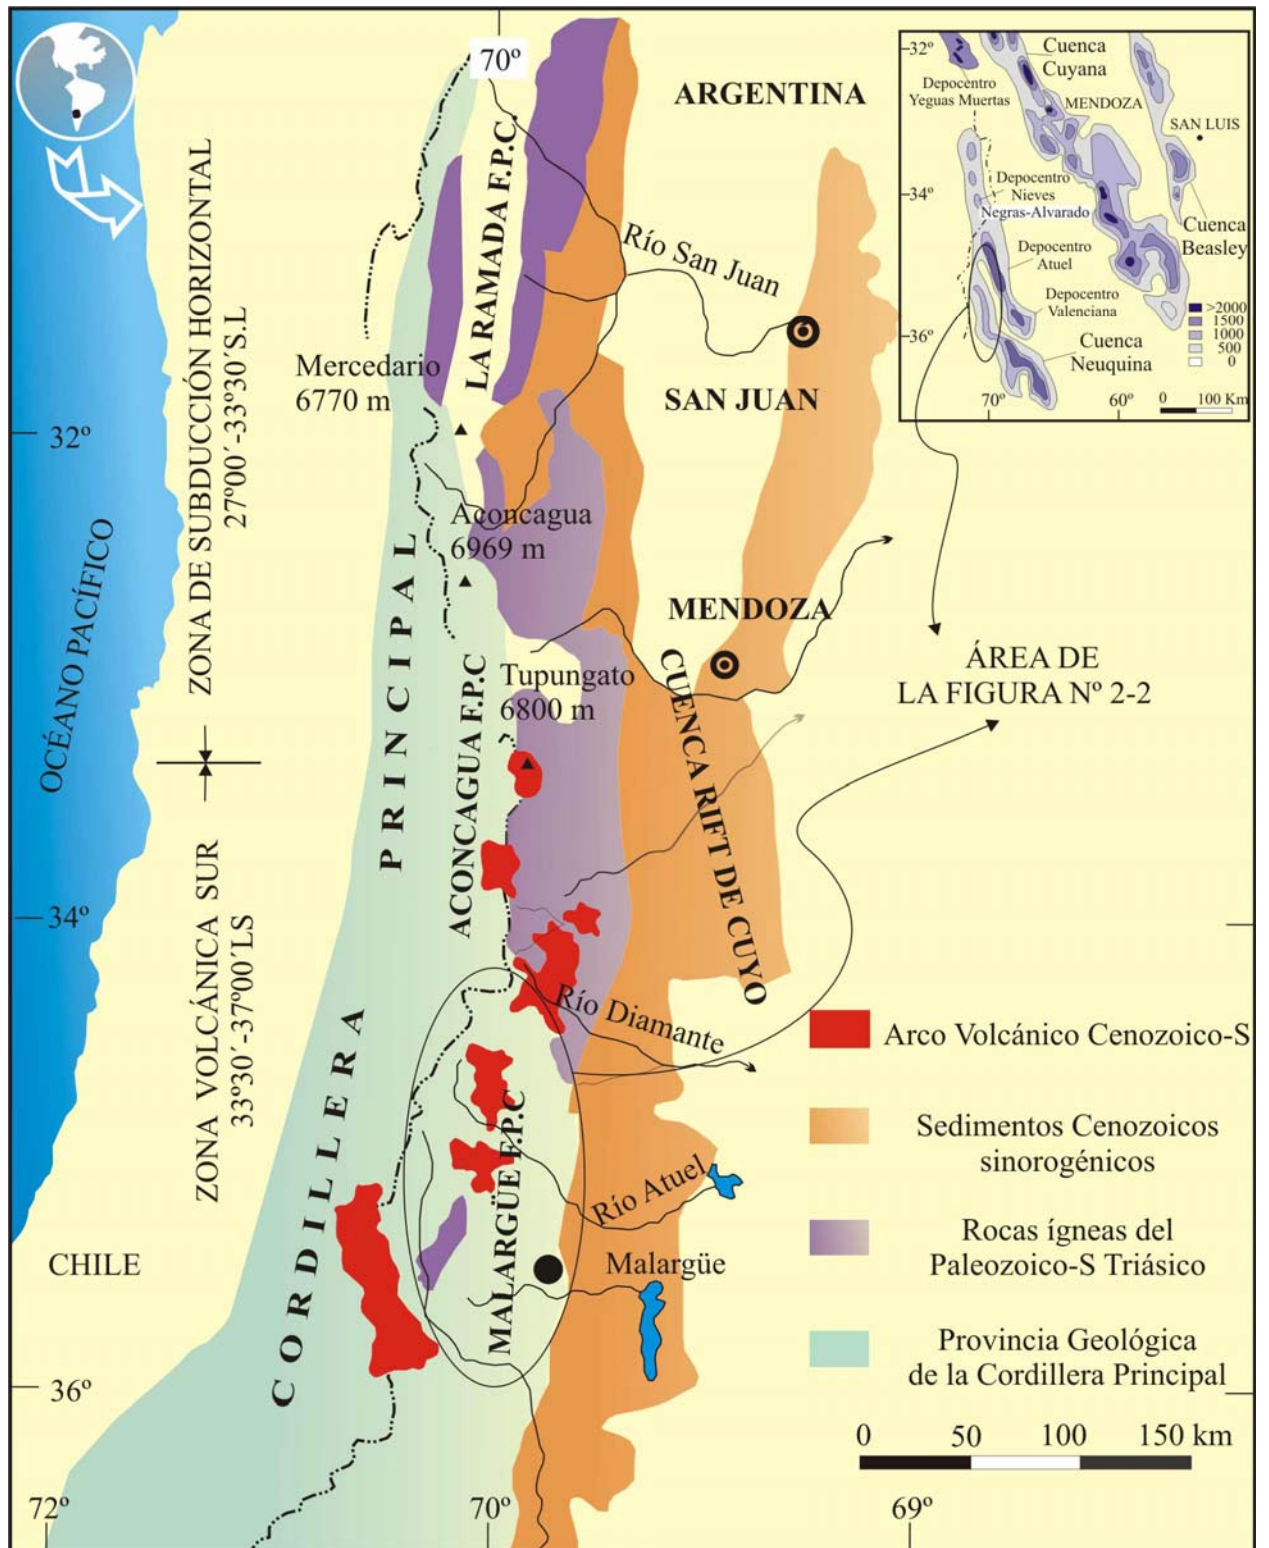 70º
ARGENTINA
LA RAMADA F.P.C.
Río San Juan
Mercedario
6770 m
SAN JUAN
32º
ZONA DE SUBDUCCIÓN HORIZONTAL
27º00´-33º30´S.L
OCÉANO PACÍFICO
Aconcagua
6969 m
MENDOZA
Tupungato
6800 m
CUENCA RIFT DE CUYO
ACONCAGUA F.P.C
CORDILLERA PRINCIPAL
ÁREA DE
LA FIGURA Nº 2-2
34º
ZONA VOLCÁNICA SUR
33º30´-37º00´LS
Río Diamante
MALARGÜE F.P.C
Río Atuel
Malargüe
CHILE
36º
72º
70º
69º
Arco Volcánico Cenozoico-S
Sedimentos Cenozoicos
sinorogénicos
Rocas ígneas del
Paleozoico-S Triásico
Provincia Geológica
de la Cordillera Principal
0 50 100 150 km
32º
Cuenca
Cuyana
Depocentro
Yeguas Muertas
MENDOZA
SAN LUIS
34º
Depocentro
Nieves
Negras-Alvarado
Cuenca
Beasley
Depocentro
Atuel
Depocentro
Valenciana
36º
Cuenca
Neuquina
>2000
1500
1000
500
0
70º
60º
0 100 Km